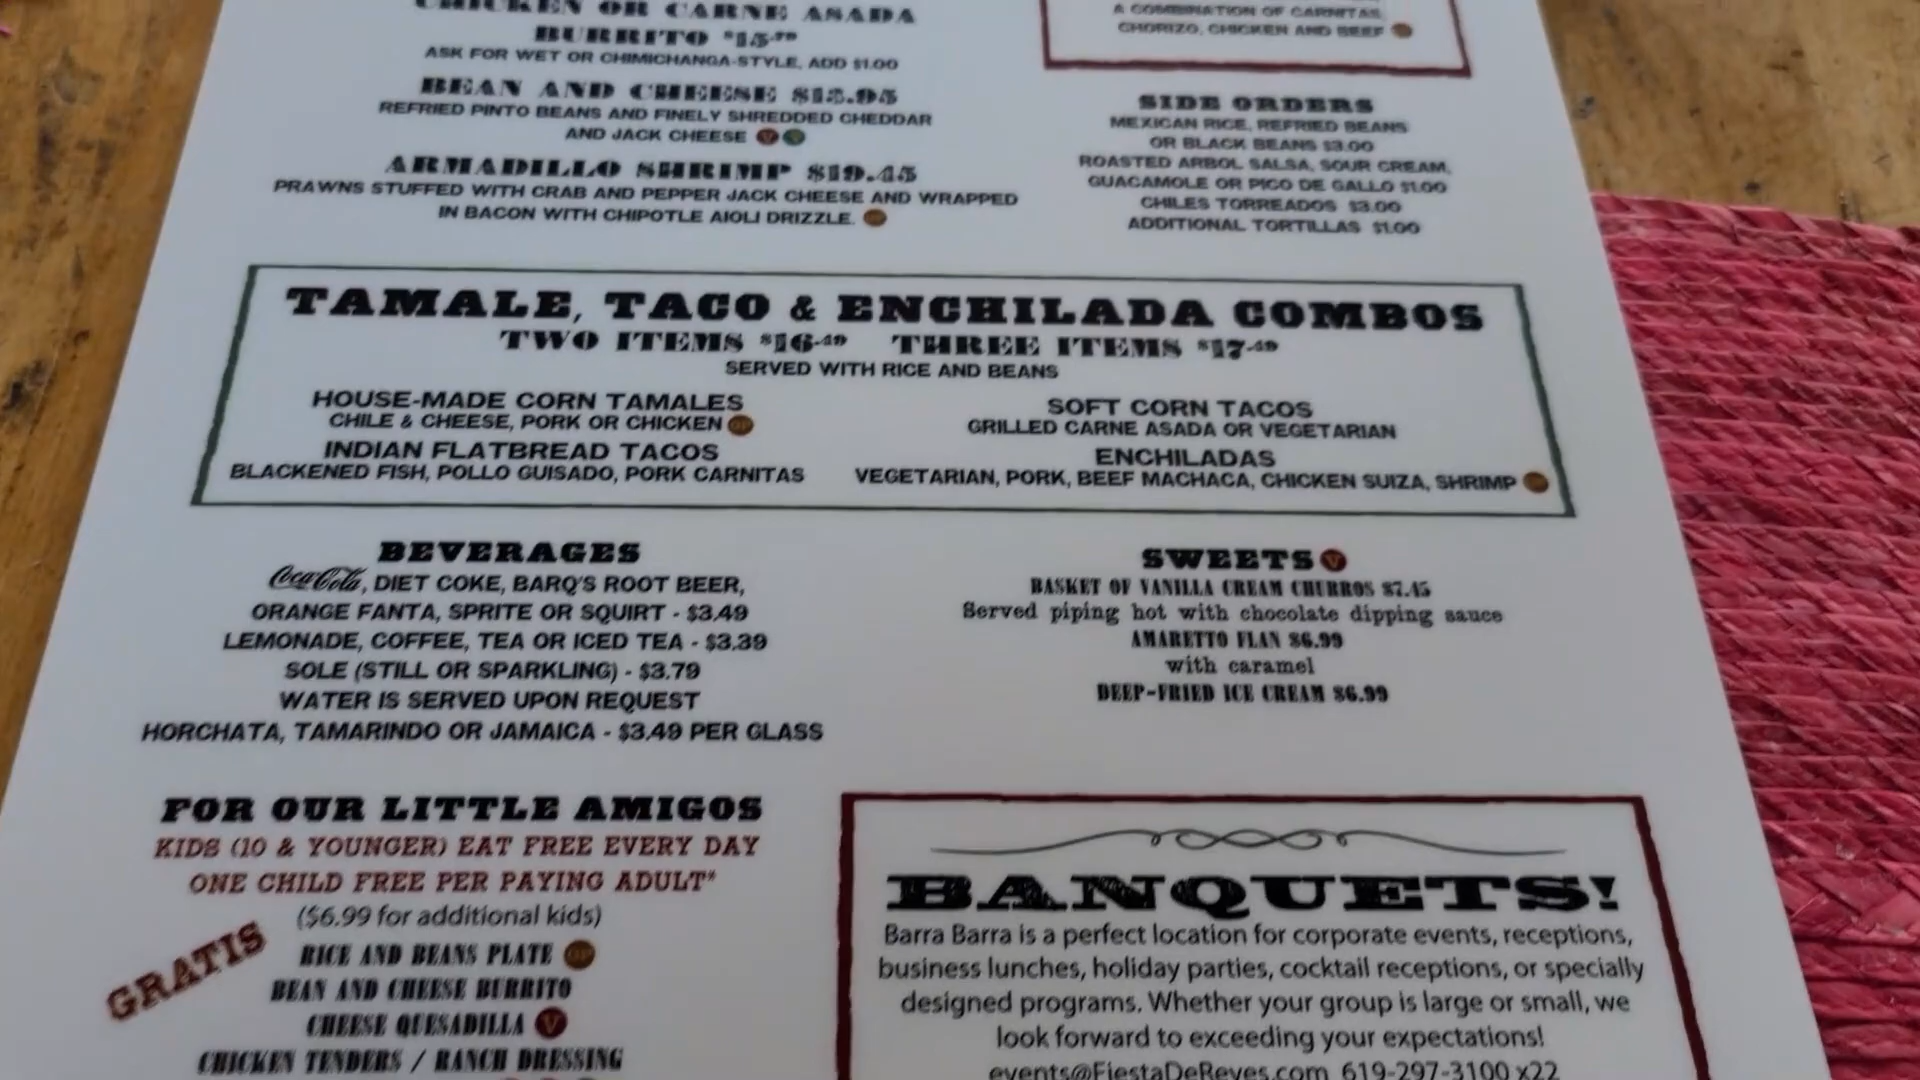 CHICKEN OR CARNE ASADA
BURRITO $15.79
ASK FOR WET OR CHIMICHANGA-STYLE, ADD $1.00
BEAN AND CHEESE $13.95
REFRIED PINTO BEANS AND FINELY SHREDDED CHEDDAR
AND JACK CHEESE V
ARMADILLO SHRIMP $19.45
PRAWNS STUFFED WITH CRAB AND PEPPER JACK CHEESE AND WRAPPED
IN BACON WITH CHIPOTLE AIOLI DRIZZLE. GF
A COMBINATION OF CARNITAS,
CHORIZO, CHICKEN AND BEEF
SIDE ORDERS
MEXICAN RICE, REFRIED BEANS
OR BLACK BEANS $3.00
ROASTED ARBOL SALSA, SOUR CREAM,
GUACAMOLE OR PICO DE GALLO $1.00
CHILES TORREADOS $3.00
ADDITIONAL TORTILLAS $1.00
TAMALE, TACO & ENCHILADA COMBOS
TWO ITEMS $16.49 THREE ITEMS $17.49
SERVED WITH RICE AND BEANS
HOUSE-MADE CORN TAMALES
CHILE & CHEESE, PORK OR CHICKEN GF
INDIAN FLATBREAD TACOS
BLACKENED FISH, POLLO GUISADO, PORK CARNITAS
SOFT CORN TACOS
GRILLED CARNE ASADA OR VEGETARIAN
ENCHILADAS
VEGETARIAN, PORK, BEEF MACHACA, CHICKEN SUIZA, SHRIMP
BEVERAGES
Coca-Cola, DIET COKE, BARQ'S ROOT BEER,
ORANGE FANTA, SPRITE OR SQUIRT - $3.49
LEMONADE, COFFEE, TEA OR ICED TEA - $3.39
SOLE (STILL OR SPARKLING) - $3.79
WATER IS SERVED UPON REQUEST
HORCHATA, TAMARINDO OR JAMAICA - $3.49 PER GLASS
SWEETS V
BASKET OF VANILLA CREAM CHURROS $7.45
Served piping hot with chocolate dipping sauce
AMARETTO FLAN $6.99
with caramel
DEEP-FRIED ICE CREAM $6.99
FOR OUR LITTLE AMIGOS
KIDS (10 & YOUNGER) EAT FREE EVERY DAY
ONE CHILD FREE PER PAYING ADULT*
($6.99 for additional kids)
GRATIS
RICE AND BEANS PLATE GF
BEAN AND CHEESE BURRITO
CHEESE QUESADILLA V
CHICKEN TENDERS / RANCH DRESSING
BANQUETS!
Barra Barra is a perfect location for corporate events, receptions,
business lunches, holiday parties, cocktail receptions, or specially
designed programs. Whether your group is large or small, we
look forward to exceeding your expectations!
events@FiestaDeReyes.com 619-297-3100 x22